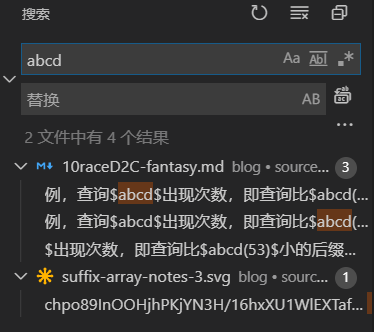 搜索
abcd
Aa Abl .*
替换
AB
...
2 文件中有 4 个结果
10raceD2C-fantasy.md blog • source... 3
例，查询$abcd$出现次数，即查询比$abcd(...
例，查询$abcd$出现次数，即查询比$abcd(...
$出现次数，即查询比$abcd(53)$小的后缀...
suffix-array-notes-3.svg blog • source... 1
chpo89InOOHjhPKjYN3H/16hxXU1WlEXTaf...